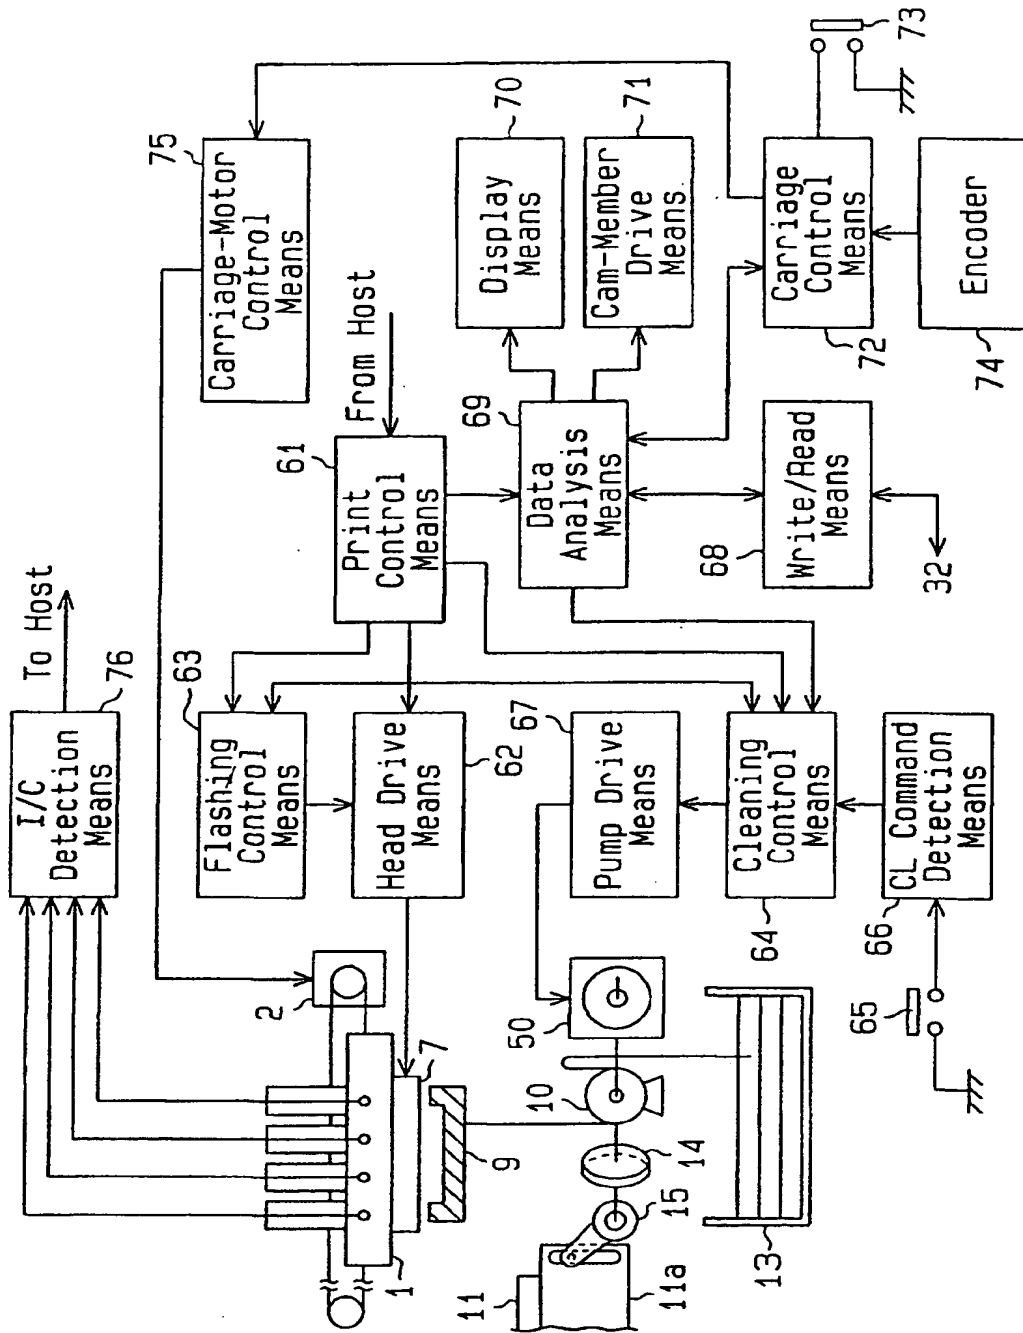 To Host
I/C
Detection
Means
76
Carriage-Motor
Control
Means
75
From Host
Print
Control
Means
61
Flashing
Control
Means
63
Head Drive
Means
62
Display
Means
70
Cam-Member
Drive
Means
71
Data
Analysis
Means
69
Pump Drive
Means
67
Cleaning
Control
Means
64
CL Command
Detection
Means
66
65
Write/Read
Means
68
32
Carriage
Control
Means
72
73
Encoder
74
2
1
7
9
10
50
14
15
11
11a
13